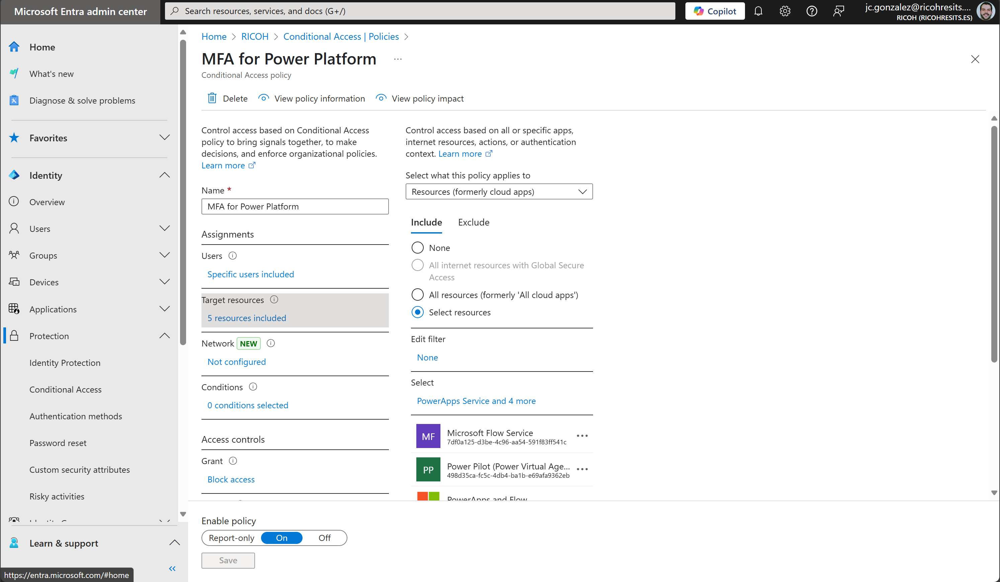 Microsoft Entra admin center
Search resources, services, and docs (G+/)
Copilot
jc.gonzalez@ricohresits....
RICOH (RICOHRESITS.ES)
Home
What's new
Diagnose & solve problems
Favorites
Identity
Overview
Users
Groups
Devices
Applications
Protection
Identity Protection
Conditional Access
Authentication methods
Password reset
Custom security attributes
Risky activities
Learn & support
https://entra.microsoft.com/#home
Home > RICOH > Conditional Access | Policies >
MFA for Power Platform ...
Conditional Access policy
Delete
View policy information
View policy impact
Control access based on Conditional Access
policy to bring signals together, to make
decisions, and enforce organizational policies.
Learn more
Name *
MFA for Power Platform
Assignments
Users
Specific users included
Target resources
5 resources included
Network NEW
Not configured
Conditions
0 conditions selected
Access controls
Grant
Block access
Control access based on all or specific apps,
internet resources, actions, or authentication
context. Learn more
Select what this policy applies to
Resources (formerly cloud apps)
Include
Exclude
None
All internet resources with Global Secure
Access
All resources (formerly 'All cloud apps')
Select resources
Edit filter
None
Select
PowerApps Service and 4 more
MF
Microsoft Flow Service
7df0a125-d3be-4c96-aa54-591f83ff541c
PP
Power Pilot (Power Virtual Age...
498d35ca-fc5c-4db4-ba1b-e69afa9362eb
PowerApps and Flow
Enable policy
Report-only
On
Off
Save